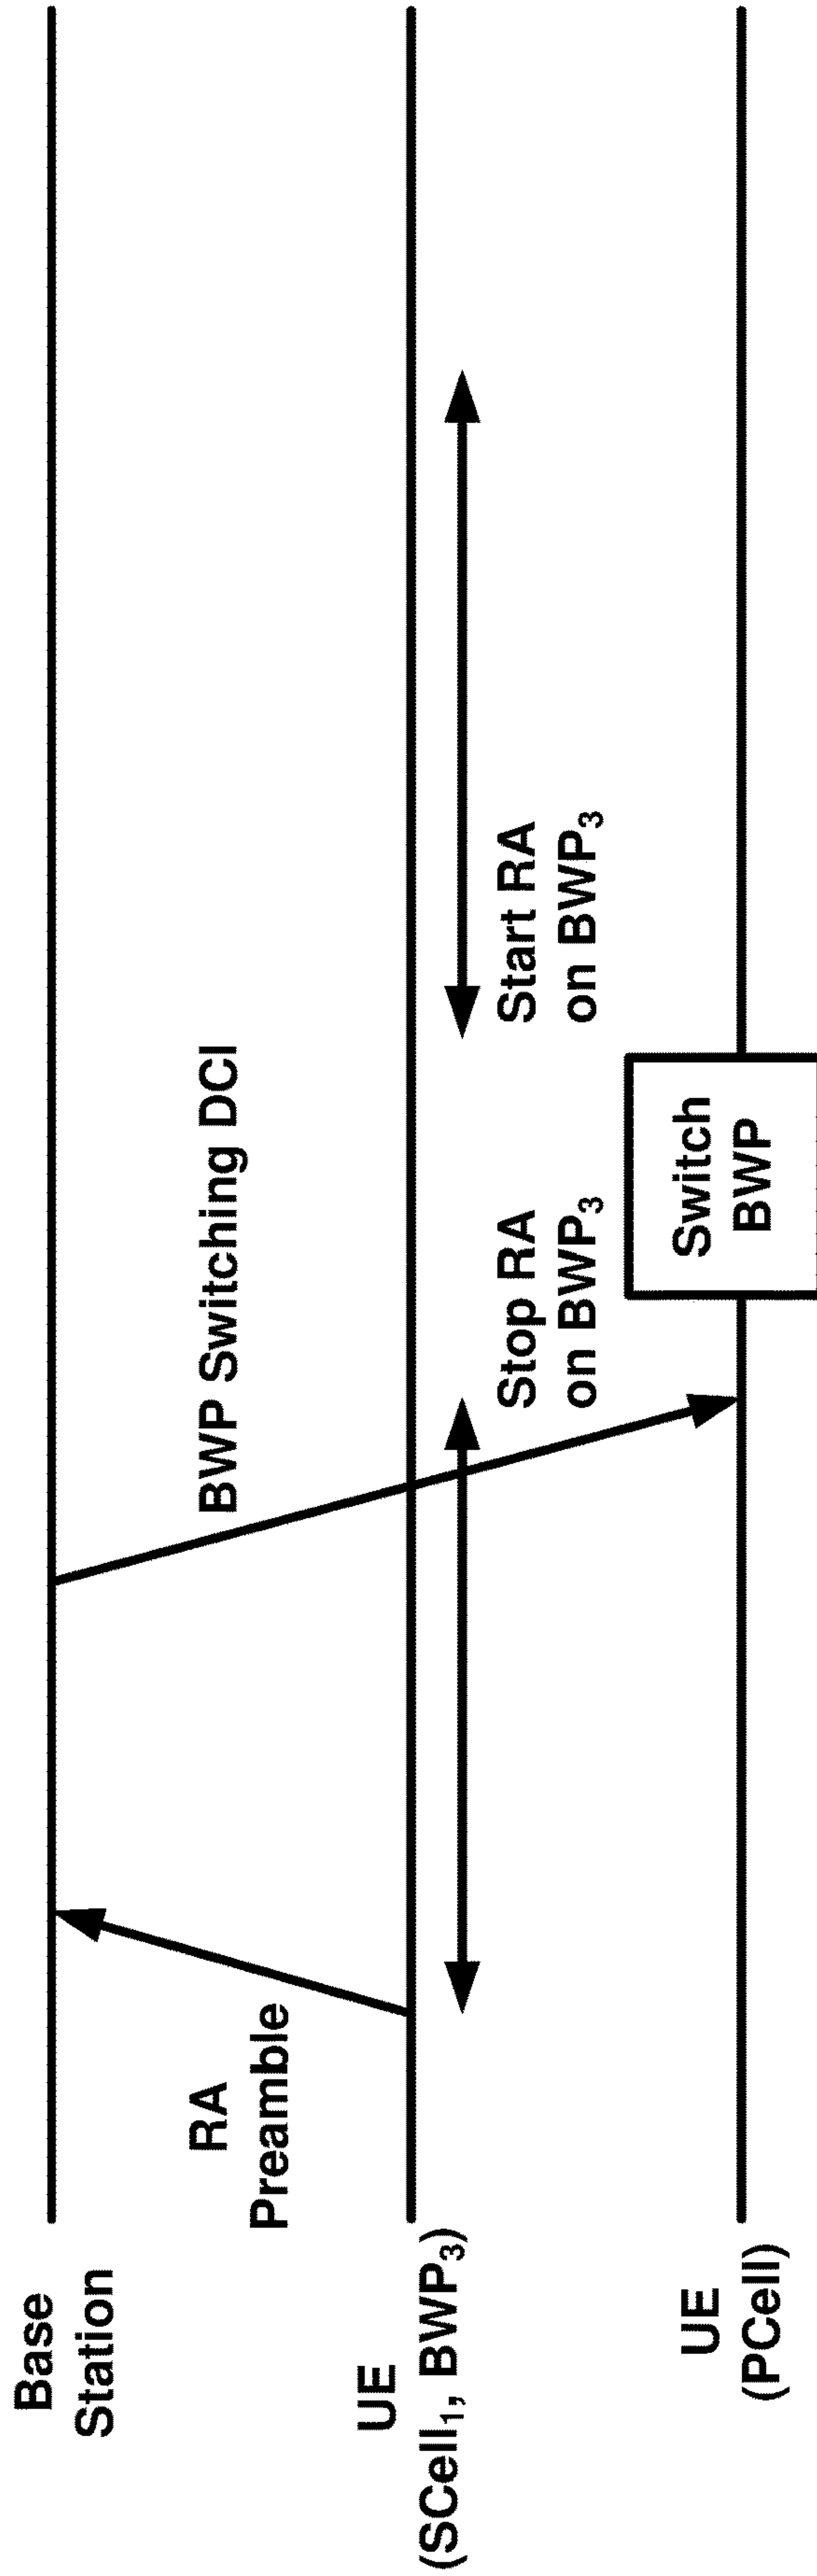 Base
Station
RA
Preamble
BWP Switching DCI
UE
(SCell₁, BWP₃)
Stop RA
on BWP₃
Start RA
on BWP₃
UE
(PCell)
Switch
BWP